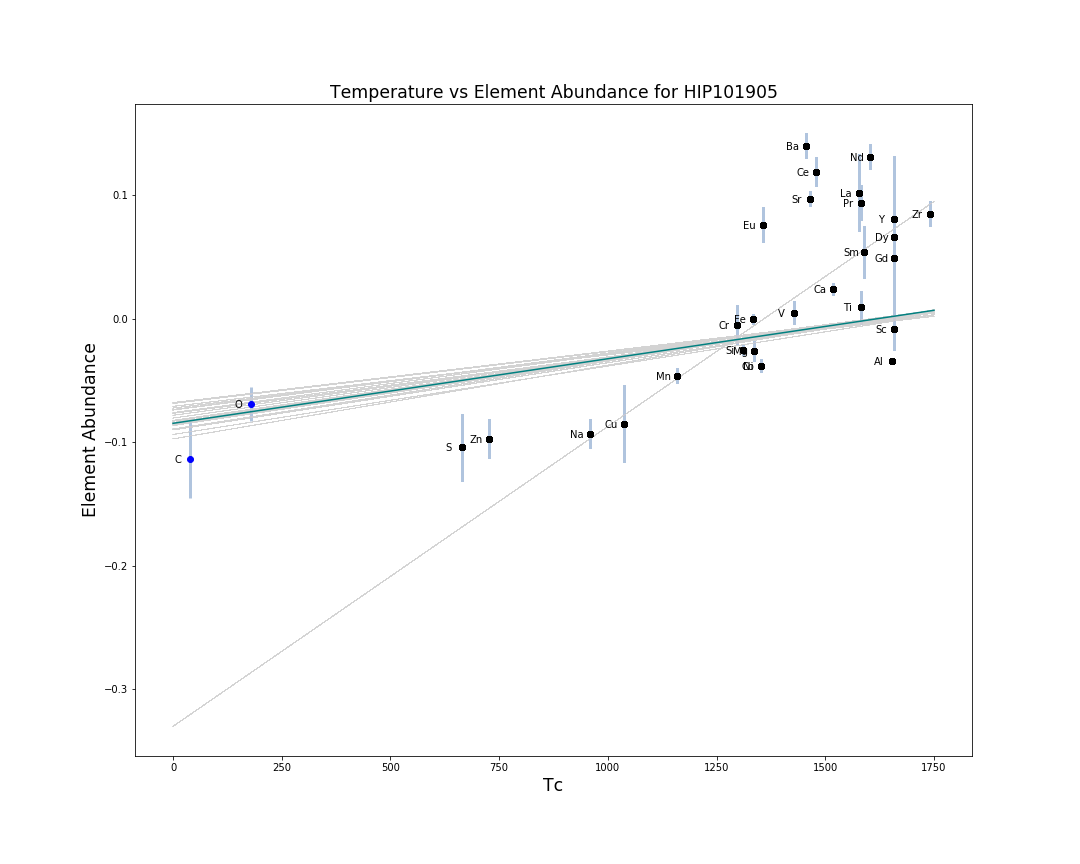 Temperature vs Element Abundance for HIP101905
Element Abundance
0.1
0.0
−0.1
−0.2
−0.3
Ba
Nd
Ce
La
Sr
Pr
Zr
Y
Eu
Dy
Sm
Gd
Ca
Ti
V
Fe
Cr
Sc
Si
Mg
Al
Mn
O
Cu
Na
Zn
S
C
0
250
500
750
1000
1250
1500
1750
Tc